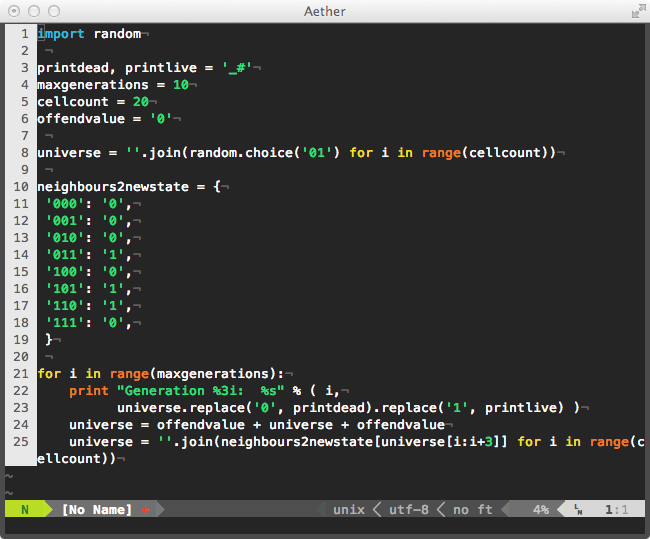 Aether
1 import random¬
2 ¬
3 printdead, printlive = '_#'¬
4 maxgenerations = 10¬
5 cellcount = 20¬
6 offendvalue = '0'¬
7 ¬
8 universe = ''.join(random.choice('01') for i in range(cellcount))¬
9 ¬
10 neighbours2newstate = {¬
11 '000': '0',¬
12 '001': '0',¬
13 '010': '0',¬
14 '011': '1',¬
15 '100': '0',¬
16 '101': '1',¬
17 '110': '1',¬
18 '111': '0',¬
19 }¬
20 ¬
21 for i in range(maxgenerations):¬
22 print "Generation %3i:  %s" % ( i,¬
23 universe.replace('0', printdead).replace('1', printlive) )¬
24 universe = offendvalue + universe + offendvalue¬
25 universe = ''.join(neighbours2newstate[universe[i:i+3]] for i in range(c
ellcount))¬
~
~
N [No Name] + unix < utf-8 < no ft 4% LN 1:1